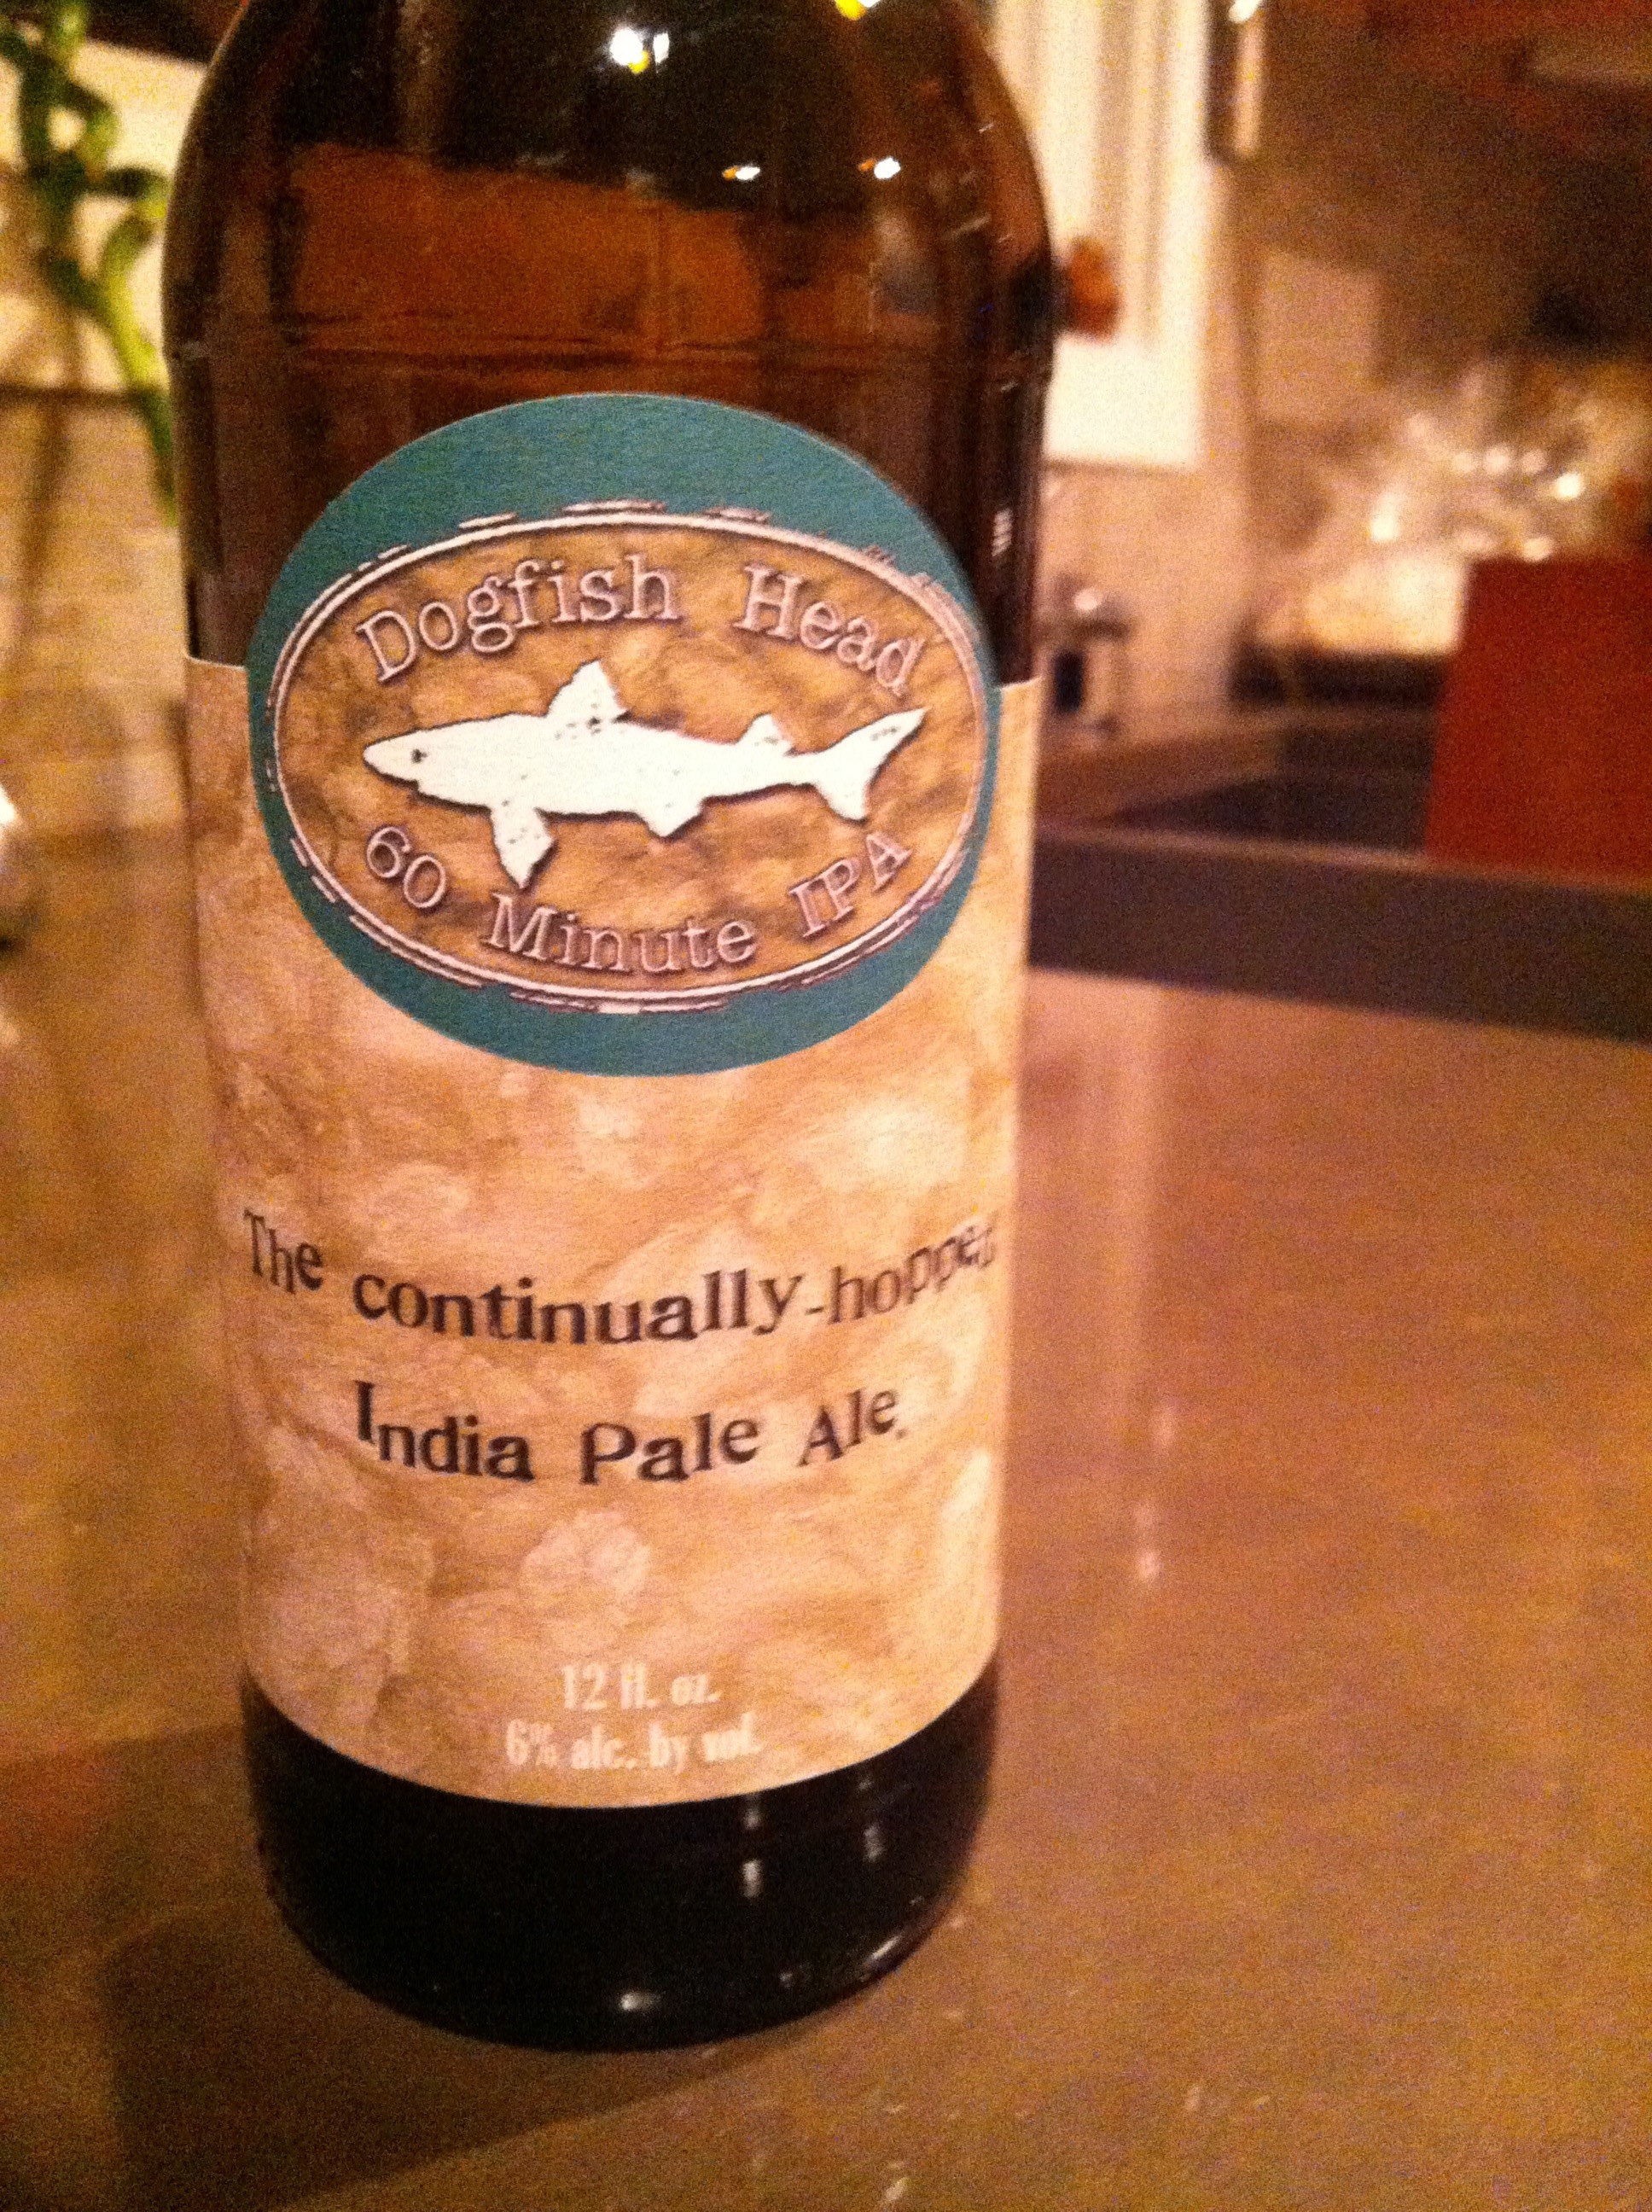 Dogfish Head
60 Minute IPA
The continually-hopped
India Pale Ale.
12 fl. oz.
6% alc. by vol.